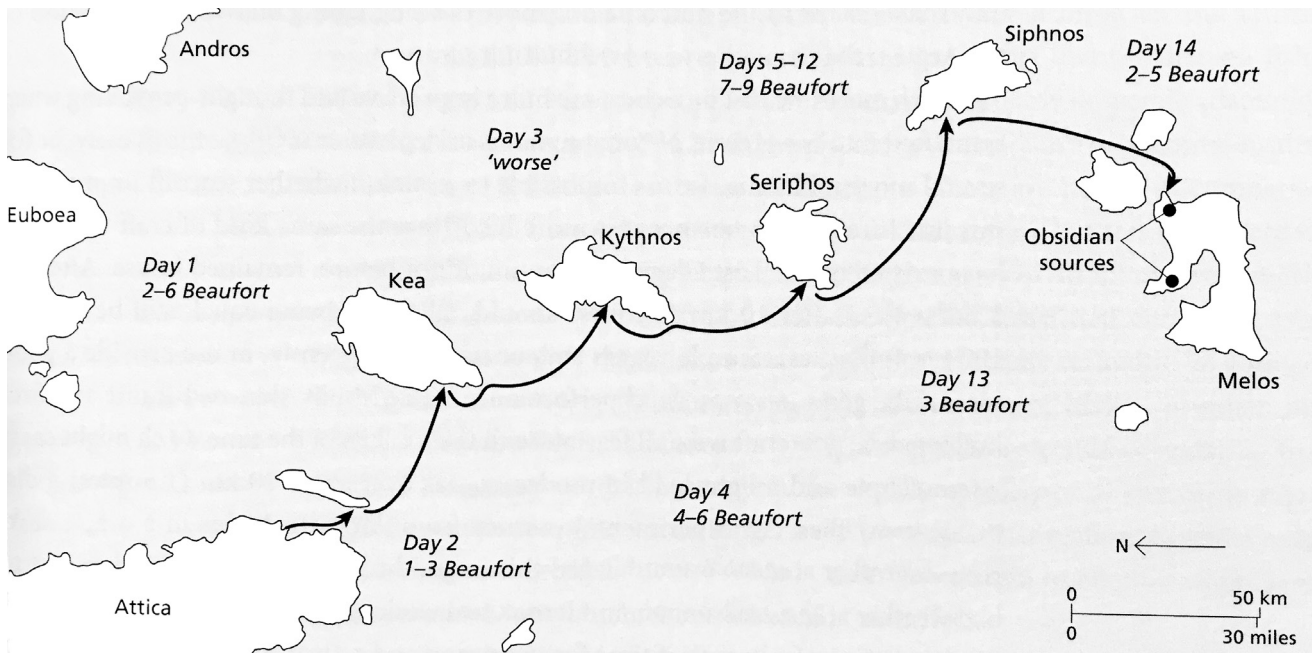 Andros
Siphnos
Day 14
2–5 Beaufort
Days 5–12
7–9 Beaufort
Day 3
‘worse’
Seriphos
Euboea
Kythnos
Obsidian
sources
Day 1
2–6 Beaufort
Kea
Day 13
3 Beaufort
Melos
Day 4
4–6 Beaufort
Day 2
1–3 Beaufort
N
Attica
0 50 km
0 30 miles